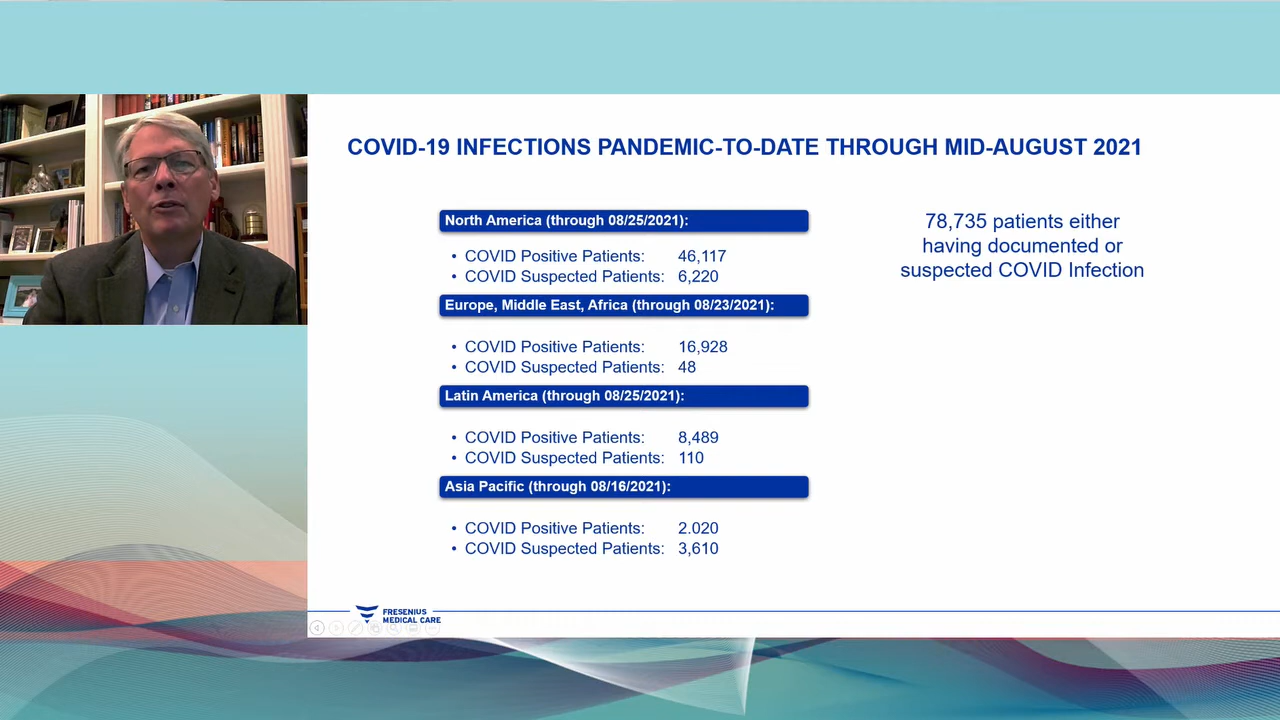 COVID-19 INFECTIONS PANDEMIC-TO-DATE THROUGH MID-AUGUST 2021
North America (through 08/25/2021):
• COVID Positive Patients: 46,117
• COVID Suspected Patients: 6,220
Europe, Middle East, Africa (through 08/23/2021):
• COVID Positive Patients: 16,928
• COVID Suspected Patients: 48
Latin America (through 08/25/2021):
• COVID Positive Patients: 8,489
• COVID Suspected Patients: 110
Asia Pacific (through 08/16/2021):
• COVID Positive Patients: 2.020
• COVID Suspected Patients: 3,610
78,735 patients either
having documented or
suspected COVID Infection
FRESENIUS
MEDICAL CARE